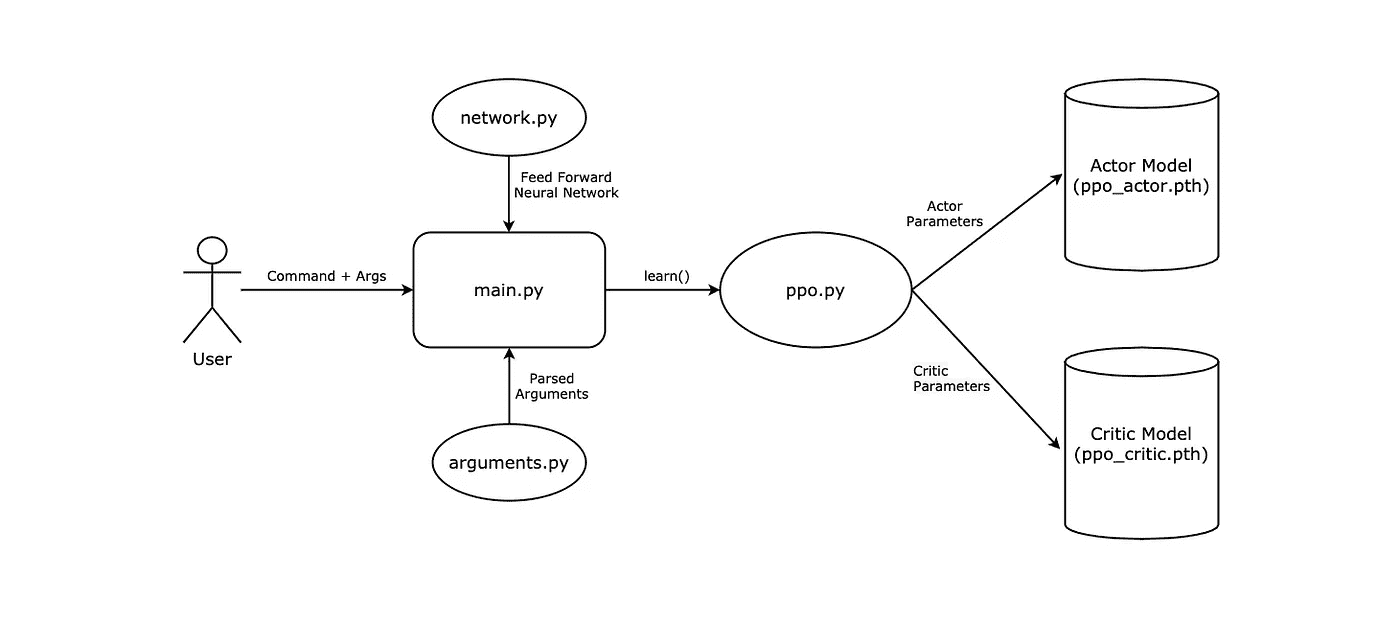 network.py
Feed Forward
Neural Network
Command + Args
User
main.py
Parsed
Arguments
arguments.py
learn()
ppo.py
Actor
Parameters
Critic
Parameters
Actor Model
(ppo_actor.pth)
Critic Model
(ppo_critic.pth)